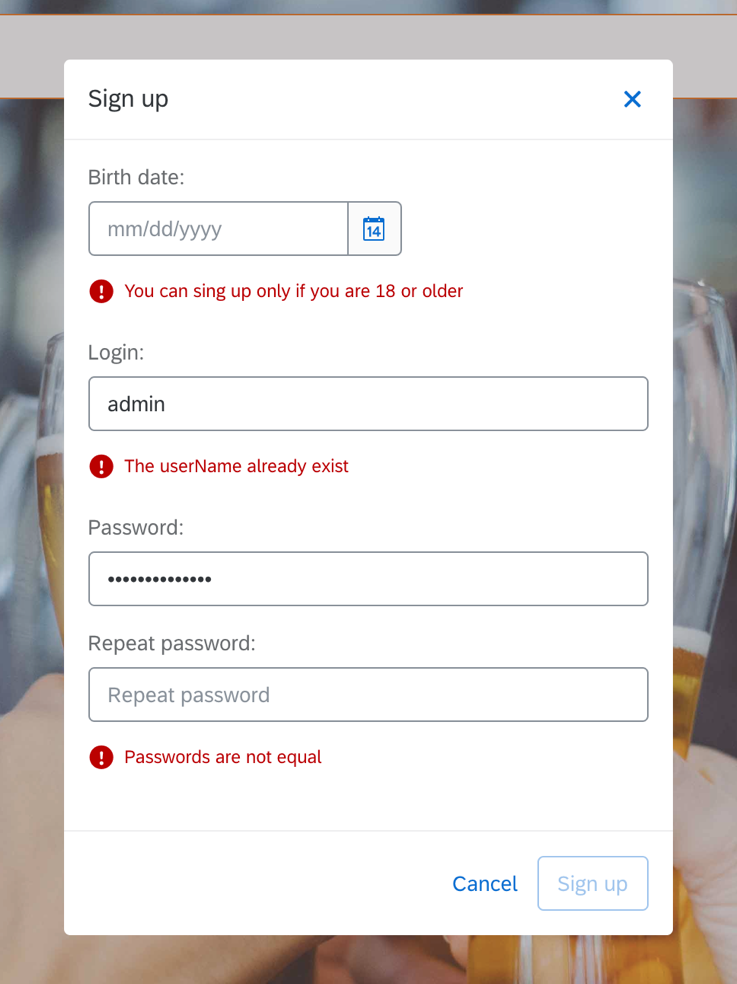 Sign up
Birth date:
mm/dd/yyyy
14
You can sing up only if you are 18 or older
Login:
admin
The userName already exist
Password:
••••••••••••••
Repeat password:
Repeat password
Passwords are not equal
Cancel
Sign up